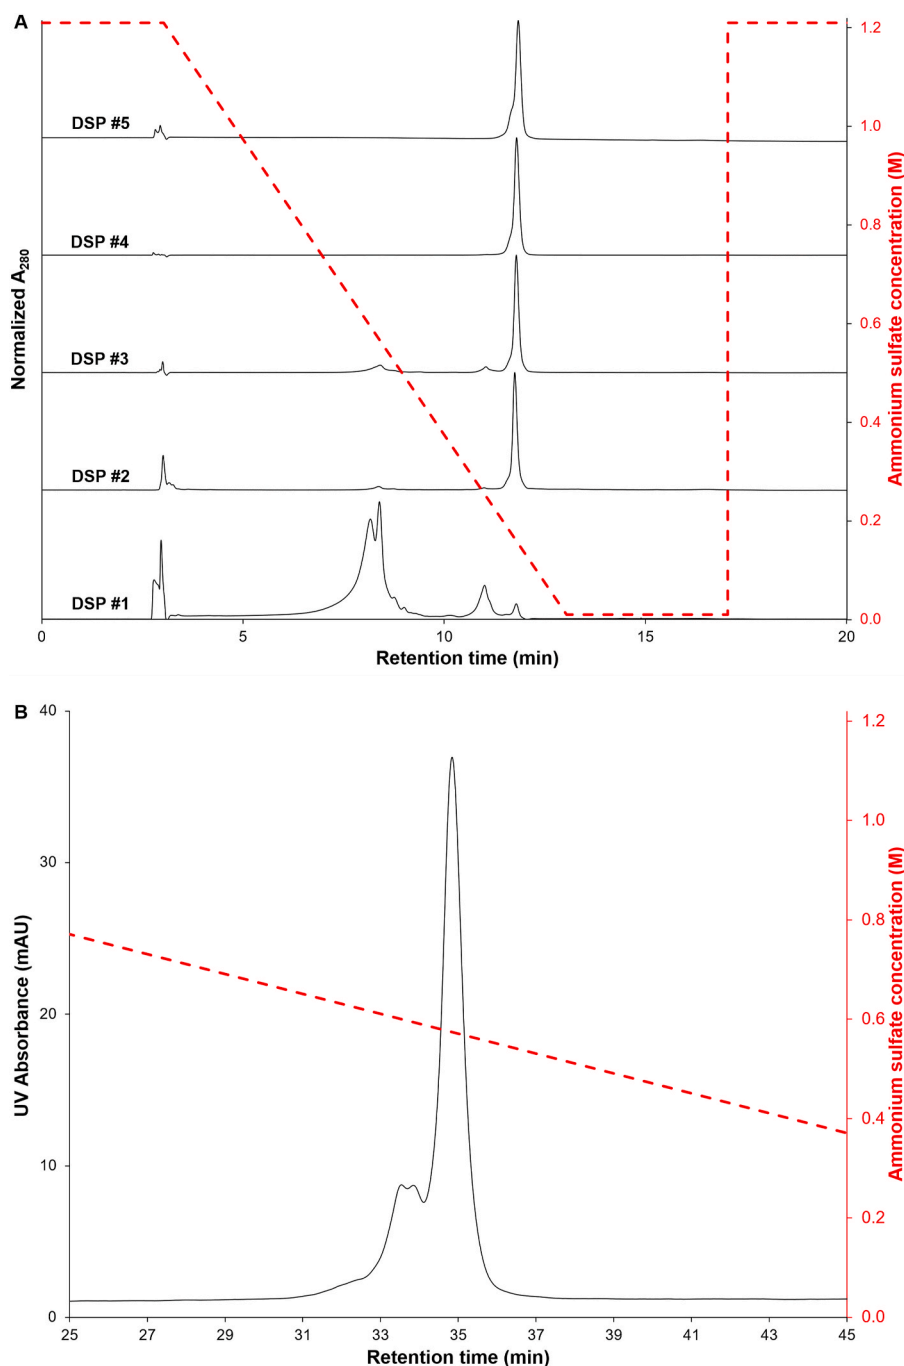 A
1.2
DSP #5
1.0
0.8
DSP #4
Normalized A280
Ammonium sulfate concentration (M)
0.6
DSP #3
0.4
DSP #2
0.2
DSP #1
0.0
0 5 10 15 20
Retention time (min)
B
40
1.2
1.0
30
0.8
UV Absorbance (mAU)
20
0.6
Ammonium sulfate concentration (M)
0.4
10
0.2
0
0.0
25 27 29 31 33 35 37 39 41 43 45
Retention time (min)